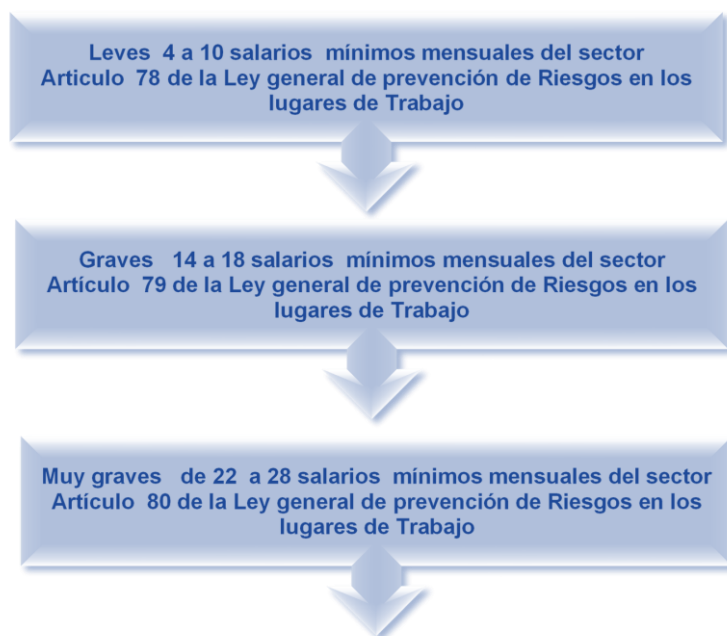 Leves 4 a 10 salarios mínimos mensuales del sector
Articulo 78 de la Ley general de prevención de Riesgos en los
lugares de Trabajo
Graves 14 a 18 salarios mínimos mensuales del sector
Artículo 79 de la Ley general de prevención de Riesgos en los
lugares de Trabajo
Muy graves de 22 a 28 salarios mínimos mensuales del sector
Artículo 80 de la Ley general de prevención de Riesgos en los
lugares de Trabajo